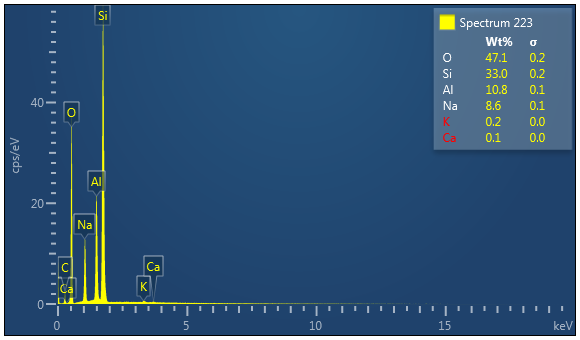 Spectrum 223
Wt% σ
O 47.1 0.2
Si 33.0 0.2
Al 10.8 0.1
Na 8.6 0.1
K 0.2 0.0
Ca 0.1 0.0
Si
40
O
cps/eV
20
Al
Na
C
Ca
Ca
K
0
0 5 10 15 keV